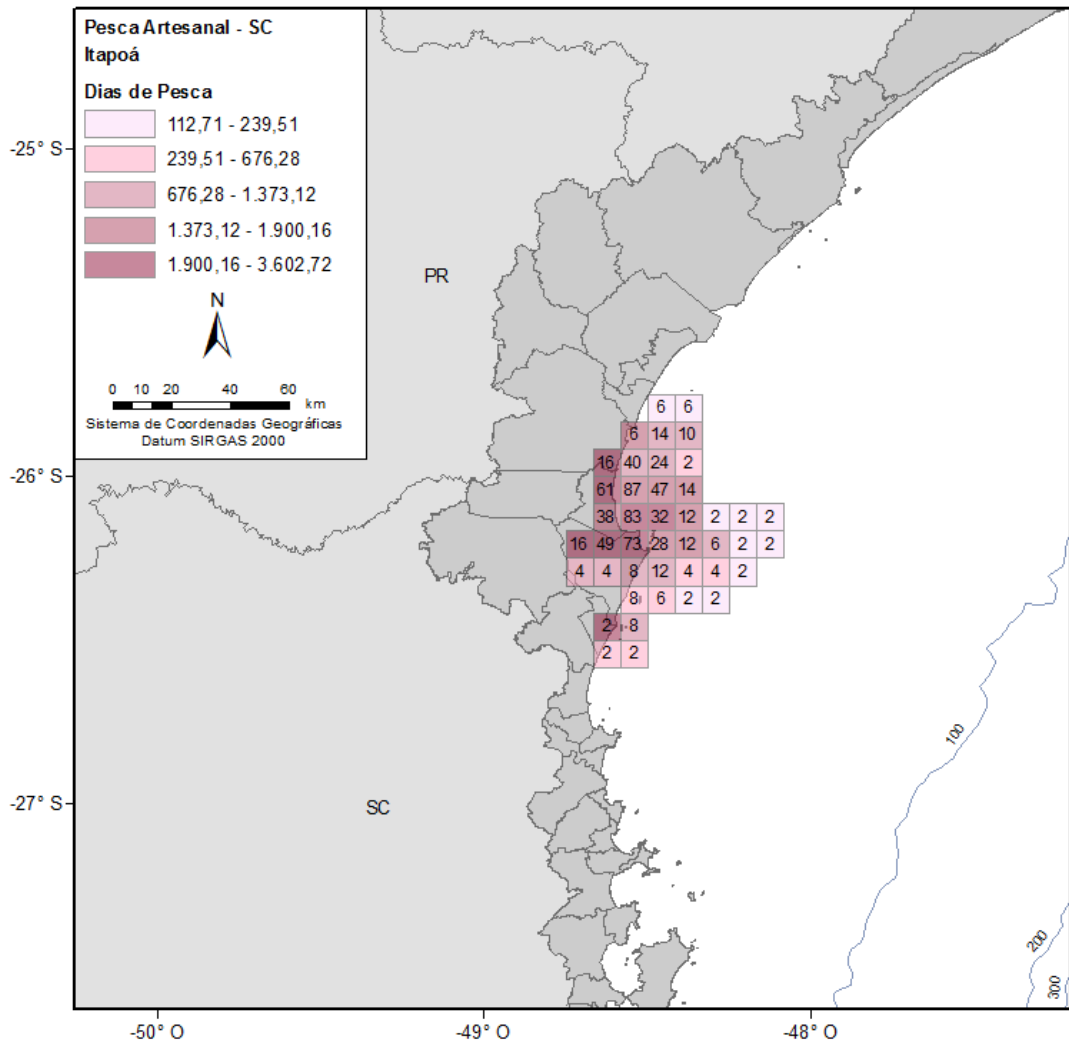 Pesca Artesanal - SC
Itapoá
Dias de Pesca
112,71 - 239,51
239,51 - 676,28
676,28 - 1.373,12
1.373,12 - 1.900,16
1.900,16 - 3.602,72
N
0 10 20 40 60
km
Sistema de Coordenadas Geográficas
Datum SIRGAS 2000
-25° S
-26° S
-27° S
PR
SC
6 6
6 14 10
16 40 24 2
61 87 47 14
38 83 32 12 2 2 2
16 49 73 28 12 6 2 2
4 4 8 12 4 4 2
8 6 2 2
2 8
2 2
100
200
300
-50° O
-49° O
-48° O